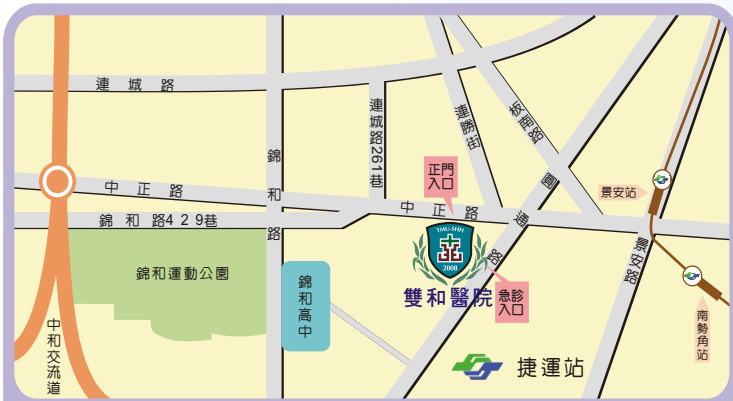 連城路
連城路261巷
連勝街
板南路
錦和路
正門
入口
圓通路
景安站
中正路
中正路
錦和路429巷
TMU-SHH
2008
景安路
錦和運動公園
雙和醫院
急診
入口
錦和高中
南勢角站
中和交流道
捷運站